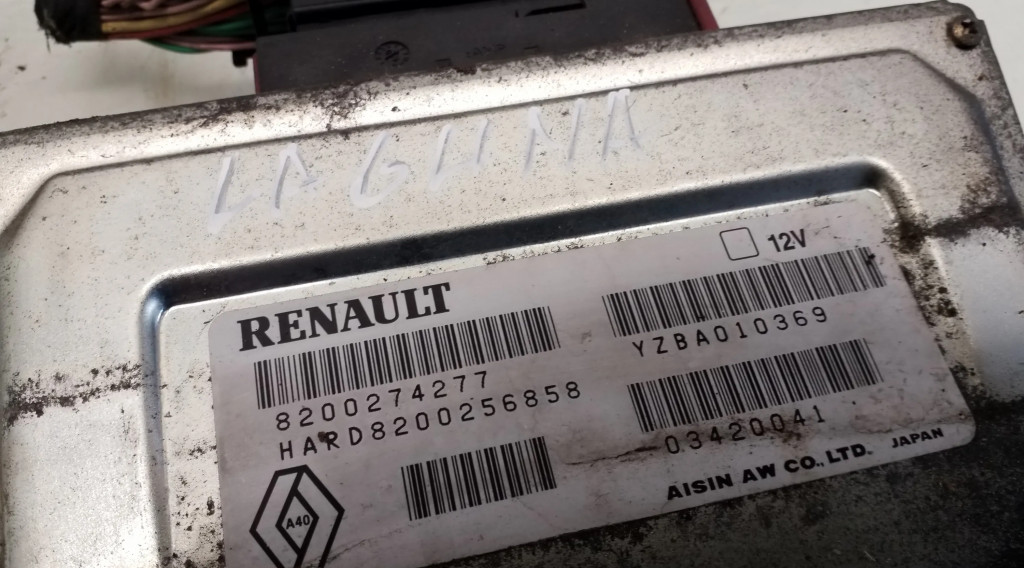 LAGUNA
RENAULT
12V
8200274277
HARD8200256858
YZBA010369
03420041
A40
AISIN AW CO., LTD. JAPAN